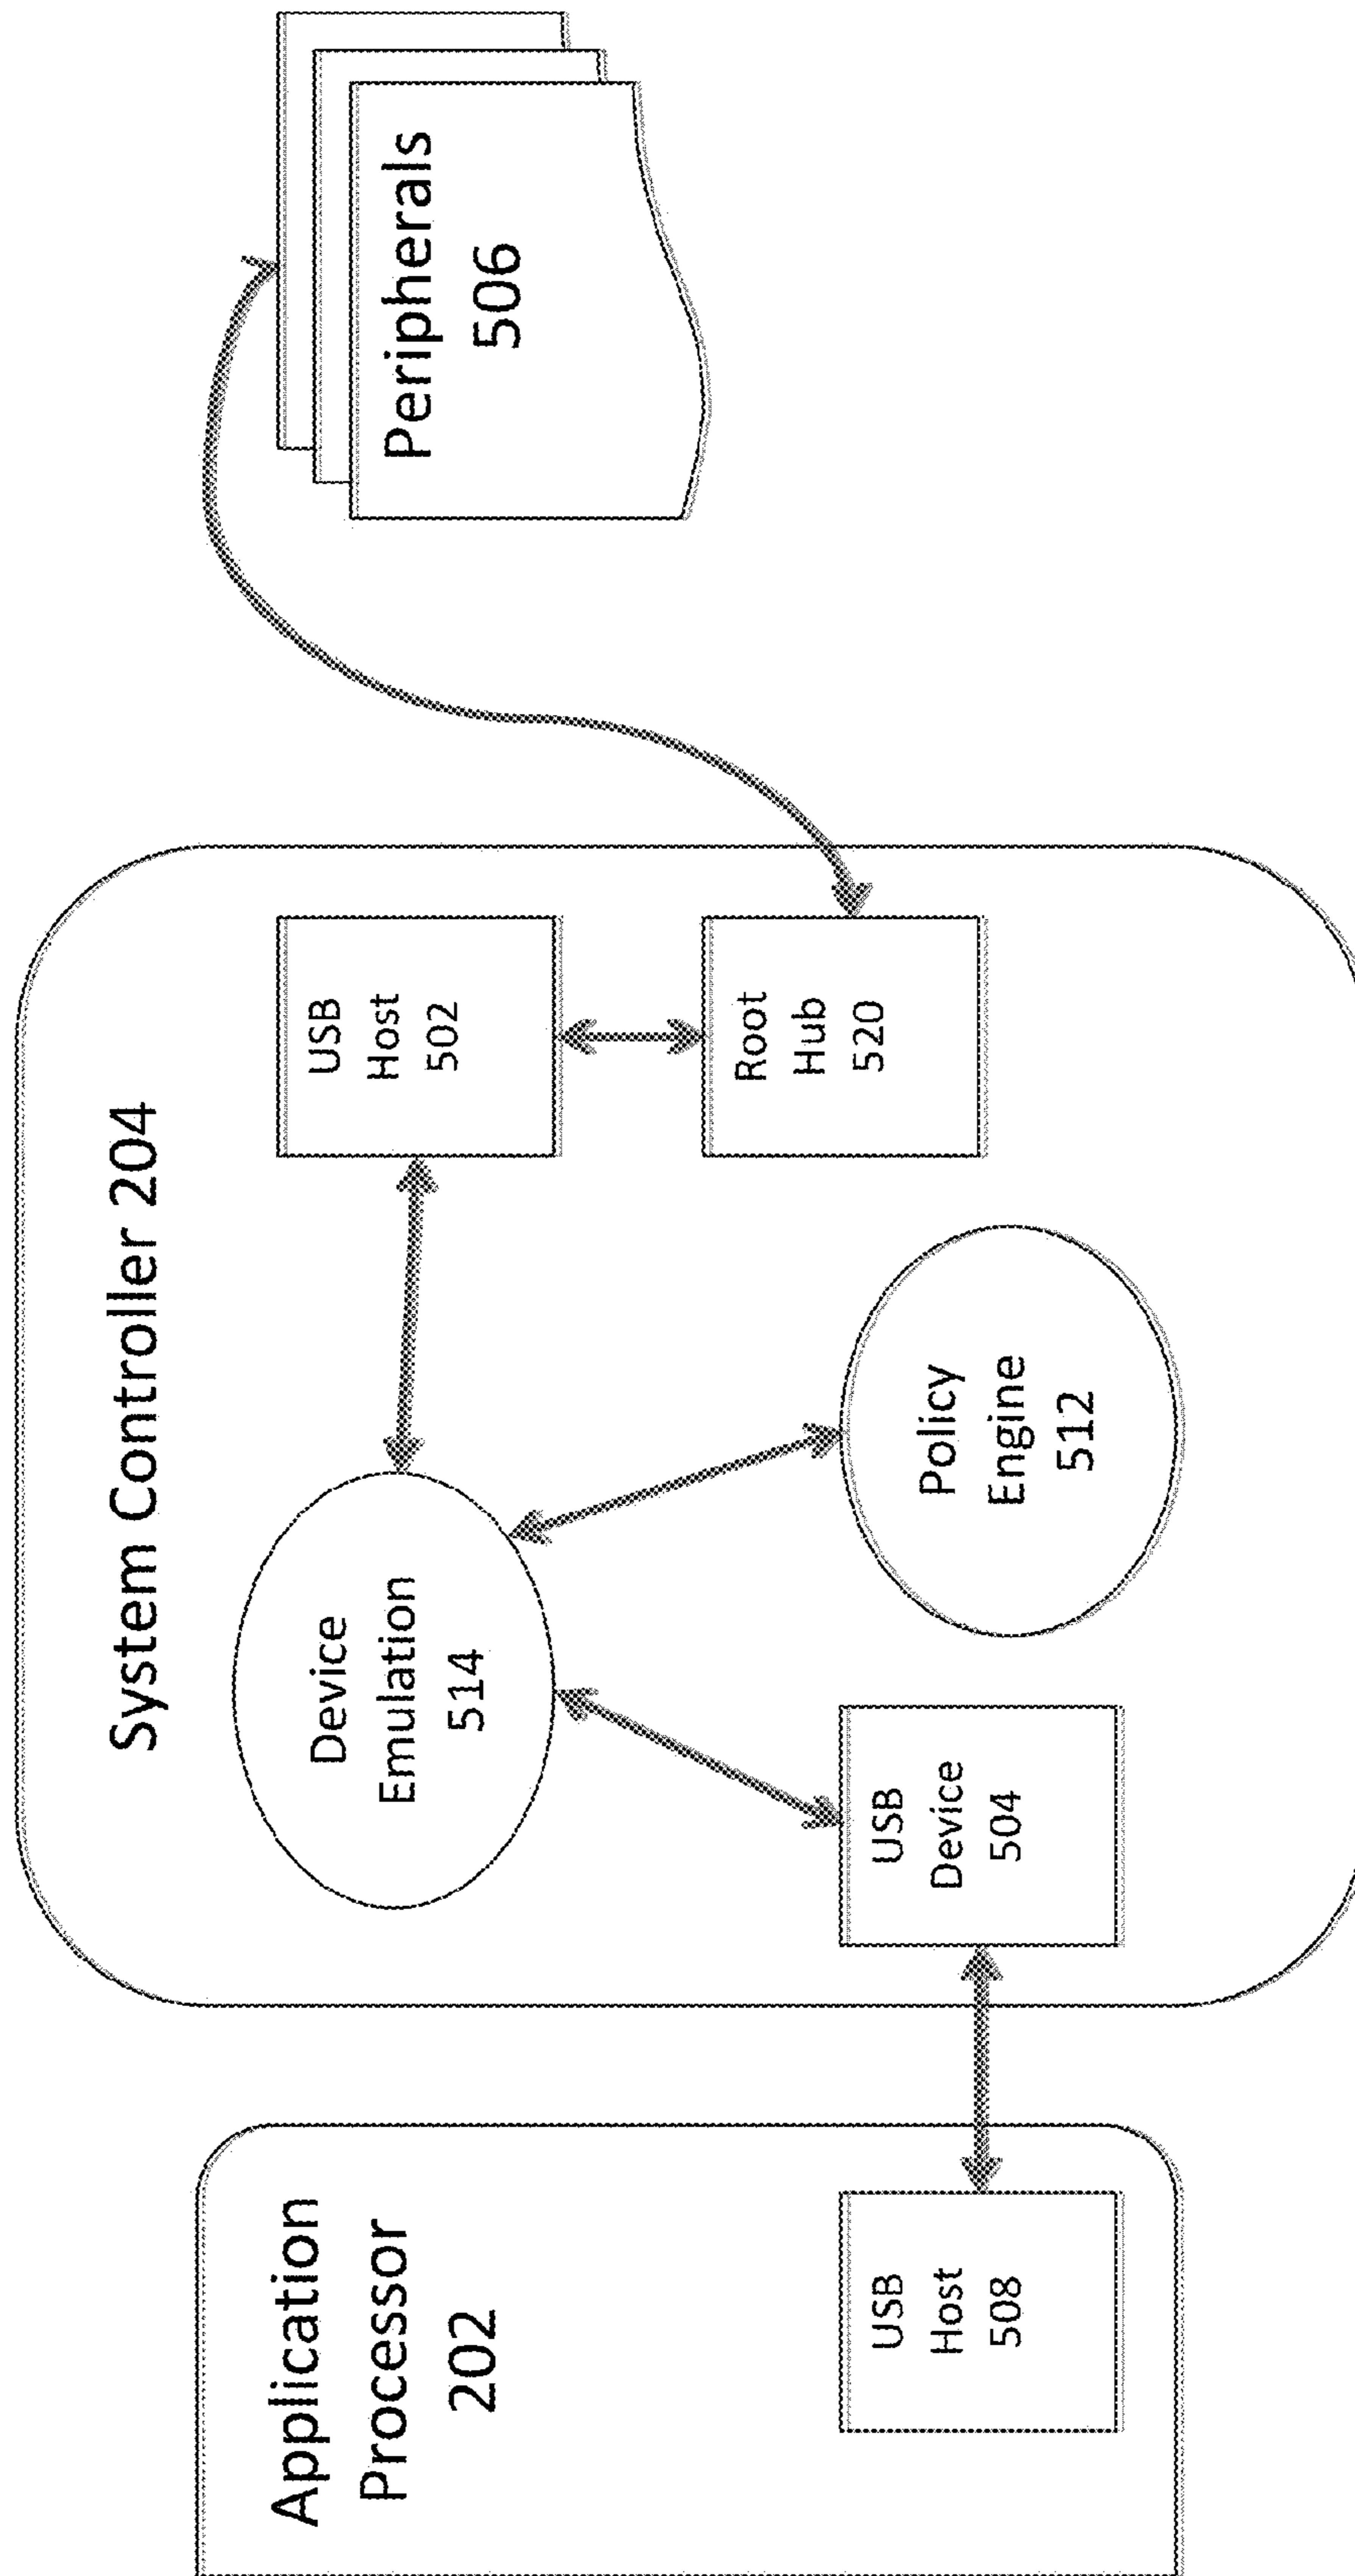 Application
Processor
202
USB
Host
508
System Controller 204
Device
Emulation
514
USB
Device
504
Policy
Engine
512
USB
Host
502
Root
Hub
520
Peripherals
506